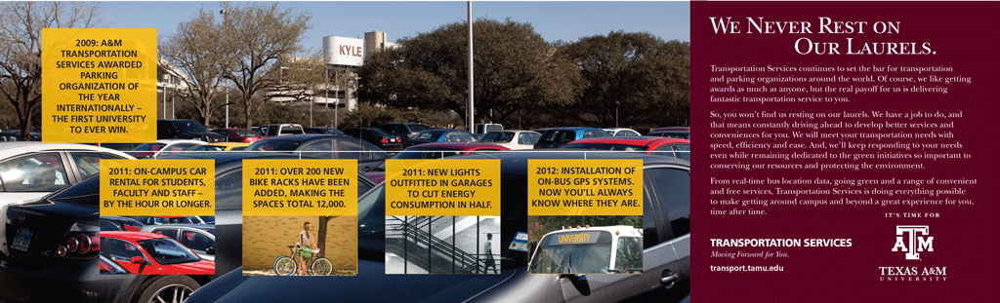 2009: A&M
TRANSPORTATION
SERVICES AWARDED
PARKING
ORGANIZATION OF
THE YEAR
INTERNATIONALLY –
THE FIRST UNIVERSITY
TO EVER WIN.
KYLE
2011: ON-CAMPUS CAR
RENTAL FOR STUDENTS,
FACULTY AND STAFF –
BY THE HOUR OR LONGER.
2011: OVER 200 NEW
BIKE RACKS HAVE BEEN
ADDED, MAKING THE
SPACES TOTAL 12,000.
2011: NEW LIGHTS
OUTFITTED IN GARAGES
TO CUT ENERGY
CONSUMPTION IN HALF.
2012: INSTALLATION OF
ON-BUS GPS SYSTEMS.
NOW YOU'LL ALWAYS
KNOW WHERE THEY ARE.
UNIVERSITY
WE NEVER REST ON
OUR LAURELS.
Transportation Services continues to set the bar for transportation
and parking organizations around the world. Of course, we like getting
awards as much as anyone, but the real payoff for us is delivering
fantastic transportation service to you.
So, you won't find us resting on our laurels. We have a job to do, and
that means constantly driving ahead to develop better services and
conveniences for you. We will meet your transportation needs with
speed, efficiency and ease. And, we'll keep responding to your needs
even while remaining dedicated to the green initiatives so important to
conserving our resources and protecting the environment.
From real-time bus location data, going green and a range of convenient
and free services, Transportation Services is doing everything possible
to make getting around campus and beyond a great experience for you,
time after time.
IT'S TIME FOR
TRANSPORTATION SERVICES
Moving Forward for You.
transport.tamu.edu
ATM
TEXAS A&M
UNIVERSITY